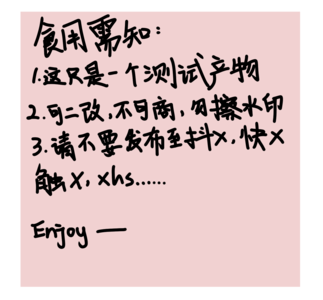 食用需知：
1.这只是一个测试产物
2.可二改,不可商,勿擦水印
3.请不要发布至抖x,快x
触x,xhs……
Enjoy —